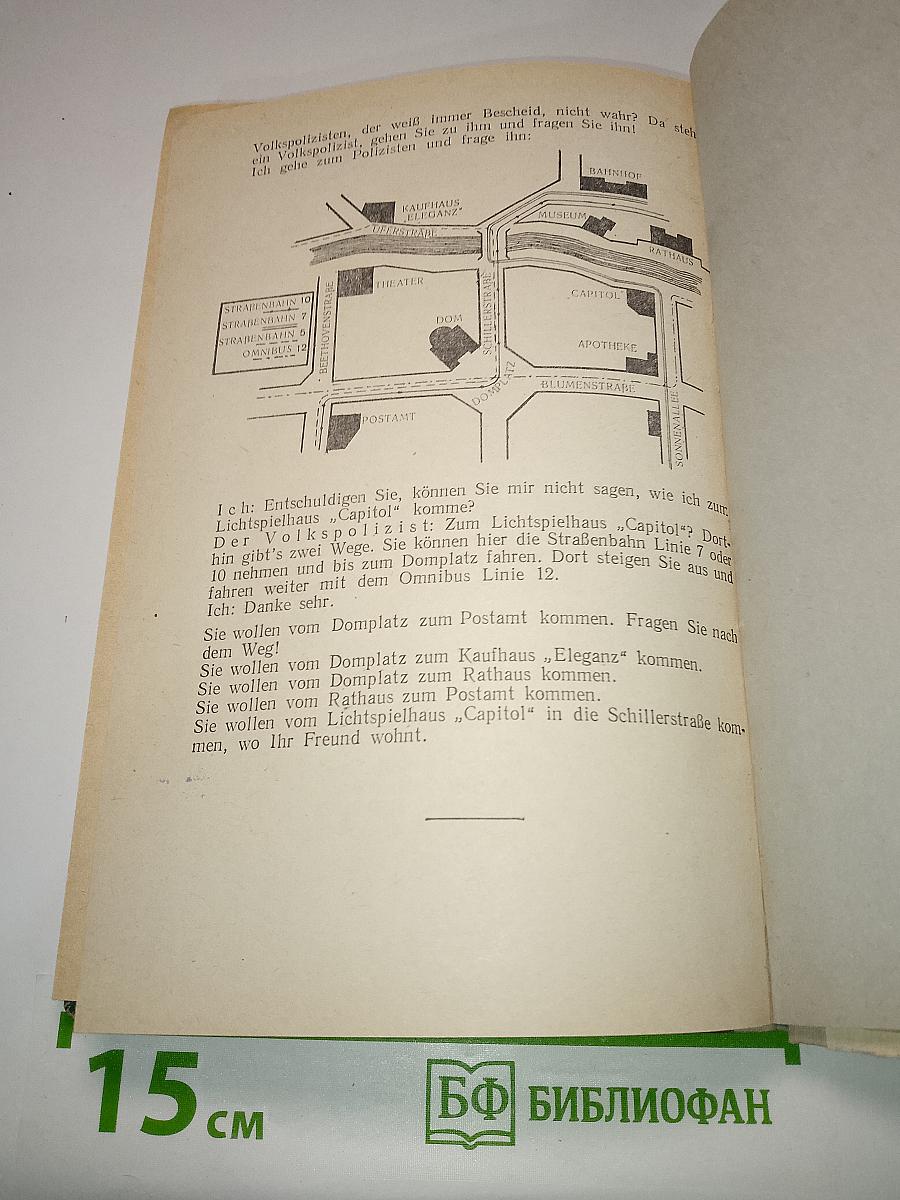 Volkspolizisten, der weiß immer Bescheid, nicht wahr? Da steh
ein Volkspolizist, gehen Sie zu ihm und fragen Sie ihn!
Ich gehe zum Polizisten und frage ihn:
BAHNHOF
KAUFHAUS
„ELEGANZ“
MUSEUM
UFERSTRAßE
RATHAUS
THEATER
„CAPITOL“
STRAßENBAHN 10
STRAßENBAHN 7
STRAßENBAHN 5
OMNIBUS 12
BEETHOVENSTRAßE
SCHILLERSTRAßE
DOM
APOTHEKE
DOMPLATZ
BLUMENSTRAßE
POSTAMT
SONNENALLEE
Ich: Entschuldigen Sie, können Sie mir nicht sagen, wie ich zum
Lichtspielhaus „Capitol“ komme?
Der Volkspolizist: Zum Lichtspielhaus „Capitol“? Dort-
hin gibt's zwei Wege. Sie können hier die Straßenbahn Linie 7 oder
10 nehmen und bis zum Domplatz fahren. Dort steigen Sie aus und
fahren weiter mit dem Omnibus Linie 12.
Ich: Danke sehr.
Sie wollen vom Domplatz zum Postamt kommen. Fragen Sie nach
dem Weg!
Sie wollen vom Domplatz zum Kaufhaus „Eleganz“ kommen.
Sie wollen vom Domplatz zum Rathaus kommen.
Sie wollen vom Rathaus zum Postamt kommen.
Sie wollen vom Lichtspielhaus „Capitol“ in die Schillerstraße kom-
men, wo Ihr Freund wohnt.
15 см
БФ БИБЛИОФАН